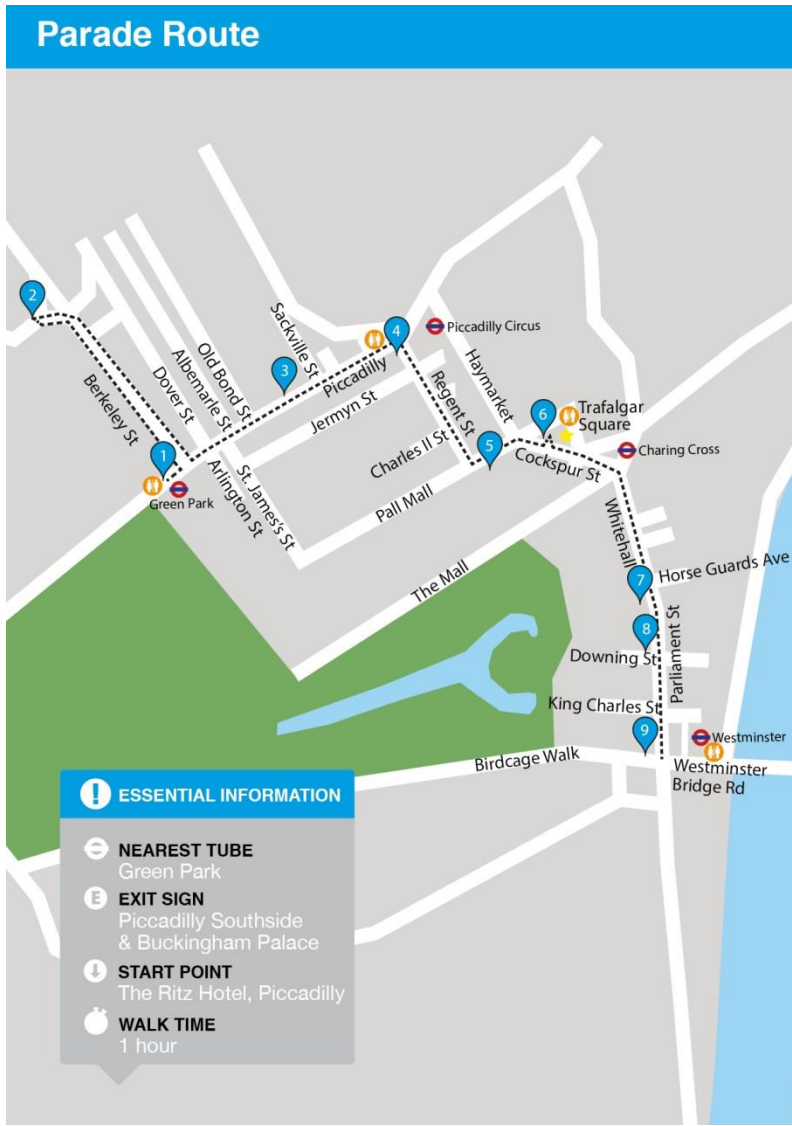 Parade Route
2
Sackville St
4
Piccadilly Circus
Old Bond St
Albemarle St
Dover St
Berkeley St
3
Piccadilly
Jermyn St
Regent St
Haymarket
6
Trafalgar
Square
Charles II St
5
Cockspur St
Charing Cross
1
Green Park
Arlington St
St. James's St
Pall Mall
Whitehall
The Mall
7
Horse Guards Ave
8
Downing St
Parliament St
King Charles St
9
Westminster
Birdcage Walk
Westminster
Bridge Rd
! ESSENTIAL INFORMATION
NEAREST TUBE
Green Park
E EXIT SIGN
Piccadilly Southside
& Buckingham Palace
START POINT
The Ritz Hotel, Piccadilly
WALK TIME
1 hour